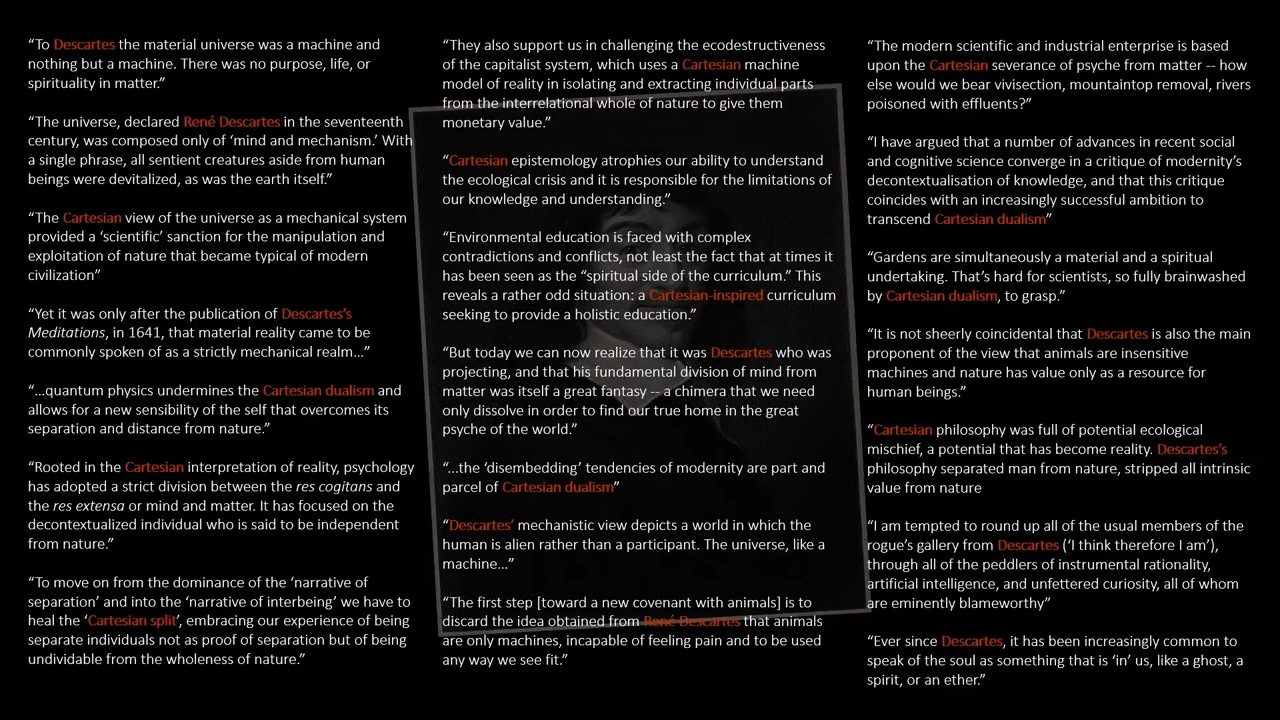 “To Descartes the material universe was a machine and
nothing but a machine. There was no purpose, life, or
spirituality in matter.”
“The universe, declared René Descartes in the seventeenth
century, was composed only of ‘mind and mechanism.’ With
a single phrase, all sentient creatures aside from human
beings were devitalized, as was the earth itself.”
“The Cartesian view of the universe as a mechanical system
provided a ‘scientific’ sanction for the manipulation and
exploitation of nature that became typical of modern
civilization”
“Yet it was only after the publication of Descartes’s
Meditations, in 1641, that material reality came to be
commonly spoken of as a strictly mechanical realm…”
“…quantum physics undermines the Cartesian dualism and
allows for a new sensibility of the self that overcomes its
separation and distance from nature.”
“Rooted in the Cartesian interpretation of reality, psychology
has adopted a strict division between the res cogitans and
the res extensa or mind and matter. It has focused on the
decontextualized individual who is said to be independent
from nature.”
“To move on from the dominance of the ‘narrative of
separation’ and into the ‘narrative of interbeing’ we have to
heal the ‘Cartesian split’, embracing our experience of being
separate individuals not as proof of separation but of being
undividable from the wholeness of nature.”
“They also support us in challenging the ecodestructiveness
of the capitalist system, which uses a Cartesian machine
model of reality in isolating and extracting individual parts
from the interrelational whole of nature to give them
monetary value.”
“Cartesian epistemology atrophies our ability to understand
the ecological crisis and it is responsible for the limitations of
our knowledge and understanding.”
“Environmental education is faced with complex
contradictions and conflicts, not least the fact that at times it
has been seen as the “spiritual side of the curriculum.” This
reveals a rather odd situation: a Cartesian-inspired curriculum
seeking to provide a holistic education.”
“But today we can now realize that it was Descartes who was
projecting, and that his fundamental division of mind from
matter was itself a great fantasy -- a chimera that we need
only dissolve in order to find our true home in the great
psyche of the world.”
“…the ‘disembedding’ tendencies of modernity are part and
parcel of Cartesian dualism”
“Descartes’ mechanistic view depicts a world in which the
human is alien rather than a participant. The universe, like a
machine…”
“The first step [toward a new covenant with animals] is to
discard the idea obtained from René Descartes that animals
are only machines, incapable of feeling pain and to be used
any way we see fit.”
“The modern scientific and industrial enterprise is based
upon the Cartesian severance of psyche from matter -- how
else would we bear vivisection, mountaintop removal, rivers
poisoned with effluents?”
“I have argued that a number of advances in recent social
and cognitive science converge in a critique of modernity’s
decontextualisation of knowledge, and that this critique
coincides with an increasingly successful ambition to
transcend Cartesian dualism”
“Gardens are simultaneously a material and a spiritual
undertaking. That’s hard for scientists, so fully brainwashed
by Cartesian dualism, to grasp.”
“It is not sheerly coincidental that Descartes is also the main
proponent of the view that animals are insensitive
machines and nature has value only as a resource for
human beings.”
“Cartesian philosophy was full of potential ecological
mischief, a potential that has become reality. Descartes’s
philosophy separated man from nature, stripped all intrinsic
value from nature
“I am tempted to round up all of the usual members of the
rogue’s gallery from Descartes (‘I think therefore I am’),
through all of the peddlers of instrumental rationality,
artificial intelligence, and unfettered curiosity, all of whom
are eminently blameworthy”
“Ever since Descartes, it has been increasingly common to
speak of the soul as something that is ‘in’ us, like a ghost, a
spirit, or an ether.”